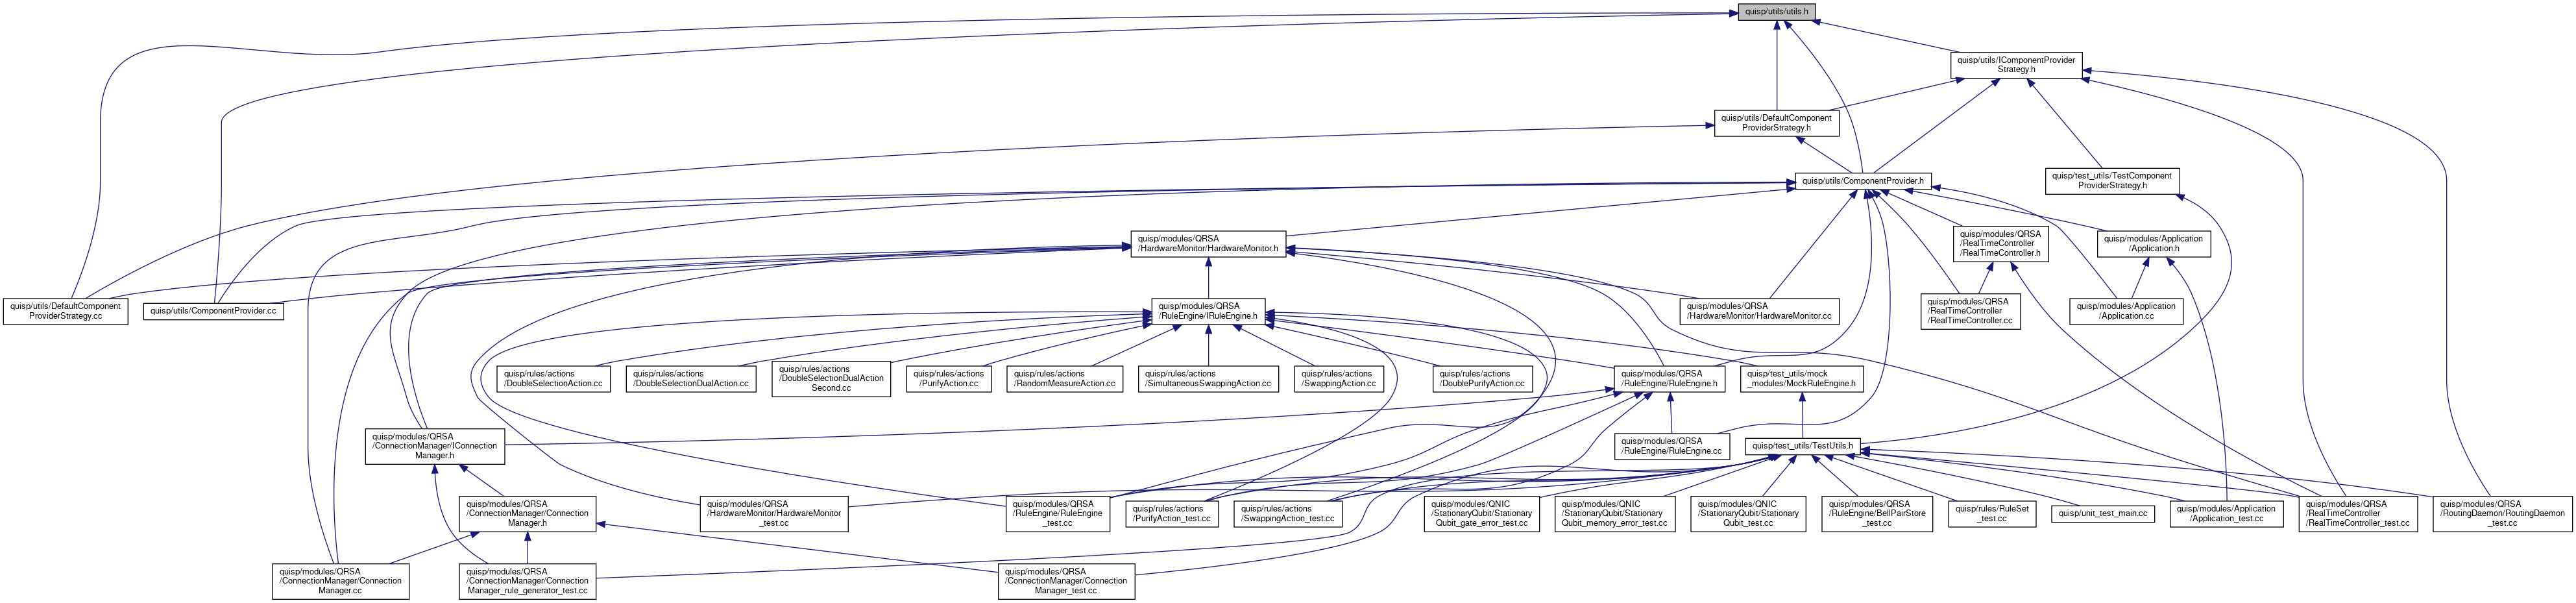 quisp/utils/utils.h
quisp/utils/IComponentProvider
Strategy.h
quisp/utils/DefaultComponent
ProviderStrategy.h
quisp/utils/ComponentProvider.h
quisp/test_utils/TestComponent
ProviderStrategy.h
quisp/modules/QRSA
/HardwareMonitor/HardwareMonitor.h
quisp/modules/QRSA
/RealTimeController
/RealTimeController.h
quisp/modules/Application
/Application.h
quisp/utils/DefaultComponent
ProviderStrategy.cc
quisp/utils/ComponentProvider.cc
quisp/modules/QRSA
/RuleEngine/IRuleEngine.h
quisp/modules/QRSA
/HardwareMonitor/HardwareMonitor.cc
quisp/modules/QRSA
/RealTimeController
/RealTimeController.cc
quisp/modules/Application
/Application.cc
quisp/rules/actions
/DoubleSelectionAction.cc
quisp/rules/actions
/DoubleSelectionDualAction.cc
quisp/rules/actions
/DoubleSelectionDualAction
Second.cc
quisp/rules/actions
/PurifyAction.cc
quisp/rules/actions
/RandomMeasureAction.cc
quisp/rules/actions
/SimultaneousSwappingAction.cc
quisp/rules/actions
/SwappingAction.cc
quisp/rules/actions
/DoublePurifyAction.cc
quisp/modules/QRSA
/RuleEngine/RuleEngine.h
quisp/test_utils/mock
_modules/MockRuleEngine.h
quisp/modules/QRSA
/ConnectionManager/IConnection
Manager.h
quisp/modules/QRSA
/RuleEngine/RuleEngine.cc
quisp/test_utils/TestUtils.h
quisp/modules/QRSA
/ConnectionManager/Connection
Manager.h
quisp/modules/QRSA
/HardwareMonitor/HardwareMonitor
_test.cc
quisp/modules/QRSA
/RuleEngine/RuleEngine
_test.cc
quisp/rules/actions
/PurifyAction_test.cc
quisp/rules/actions
/SwappingAction_test.cc
quisp/modules/QNIC
/StationaryQubit/Stationary
Qubit_gate_error_test.cc
quisp/modules/QNIC
/StationaryQubit/Stationary
Qubit_memory_error_test.cc
quisp/modules/QNIC
/StationaryQubit/Stationary
Qubit_test.cc
quisp/modules/QRSA
/RuleEngine/BellPairStore
_test.cc
quisp/rules/RuleSet
_test.cc
quisp/unit_test_main.cc
quisp/modules/Application
/Application_test.cc
quisp/modules/QRSA
/RealTimeController
/RealTimeController_test.cc
quisp/modules/QRSA
/RoutingDaemon/RoutingDaemon
_test.cc
quisp/modules/QRSA
/ConnectionManager/Connection
Manager.cc
quisp/modules/QRSA
/ConnectionManager/Connection
Manager_rule_generator_test.cc
quisp/modules/QRSA
/ConnectionManager/Connection
Manager_test.cc